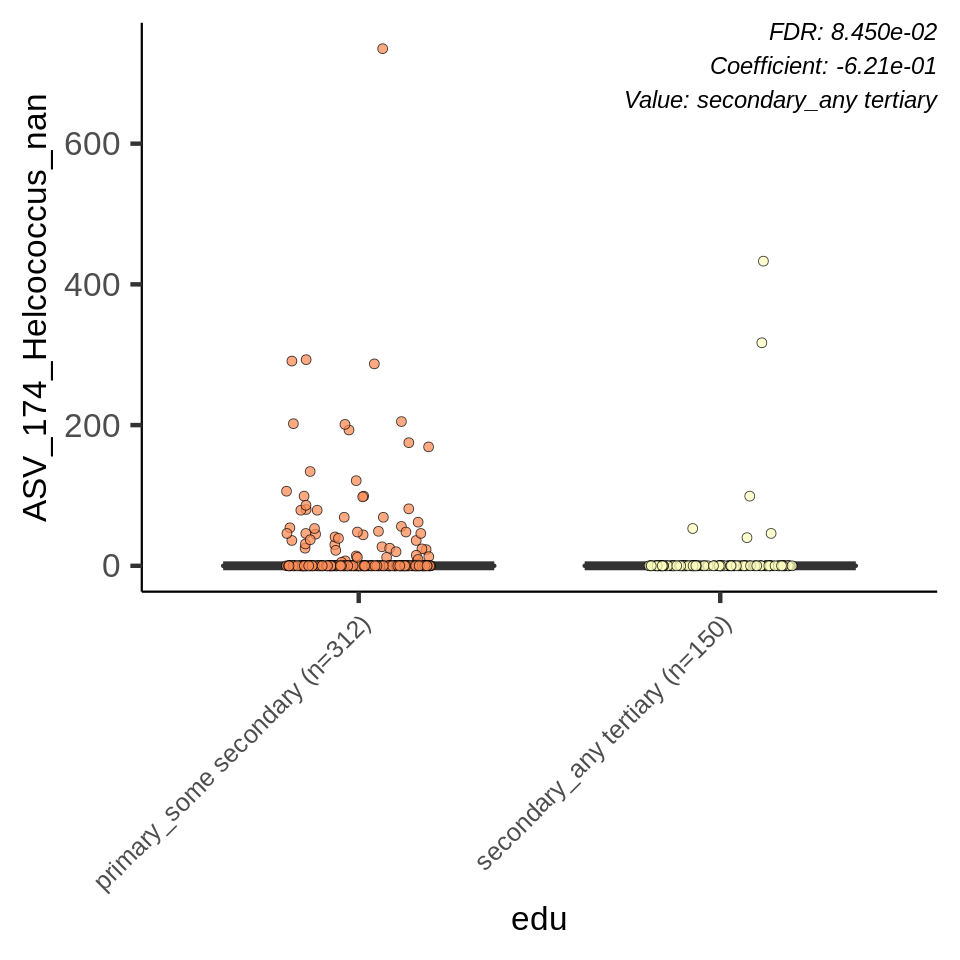 FDR: 8.450e-02
Coefficient: -6.21e-01
Value: secondary_any tertiary
ASV_174_Helcococcus_nan
600
400
200
0
primary_some secondary (n=312)
secondary_any tertiary (n=150)
edu